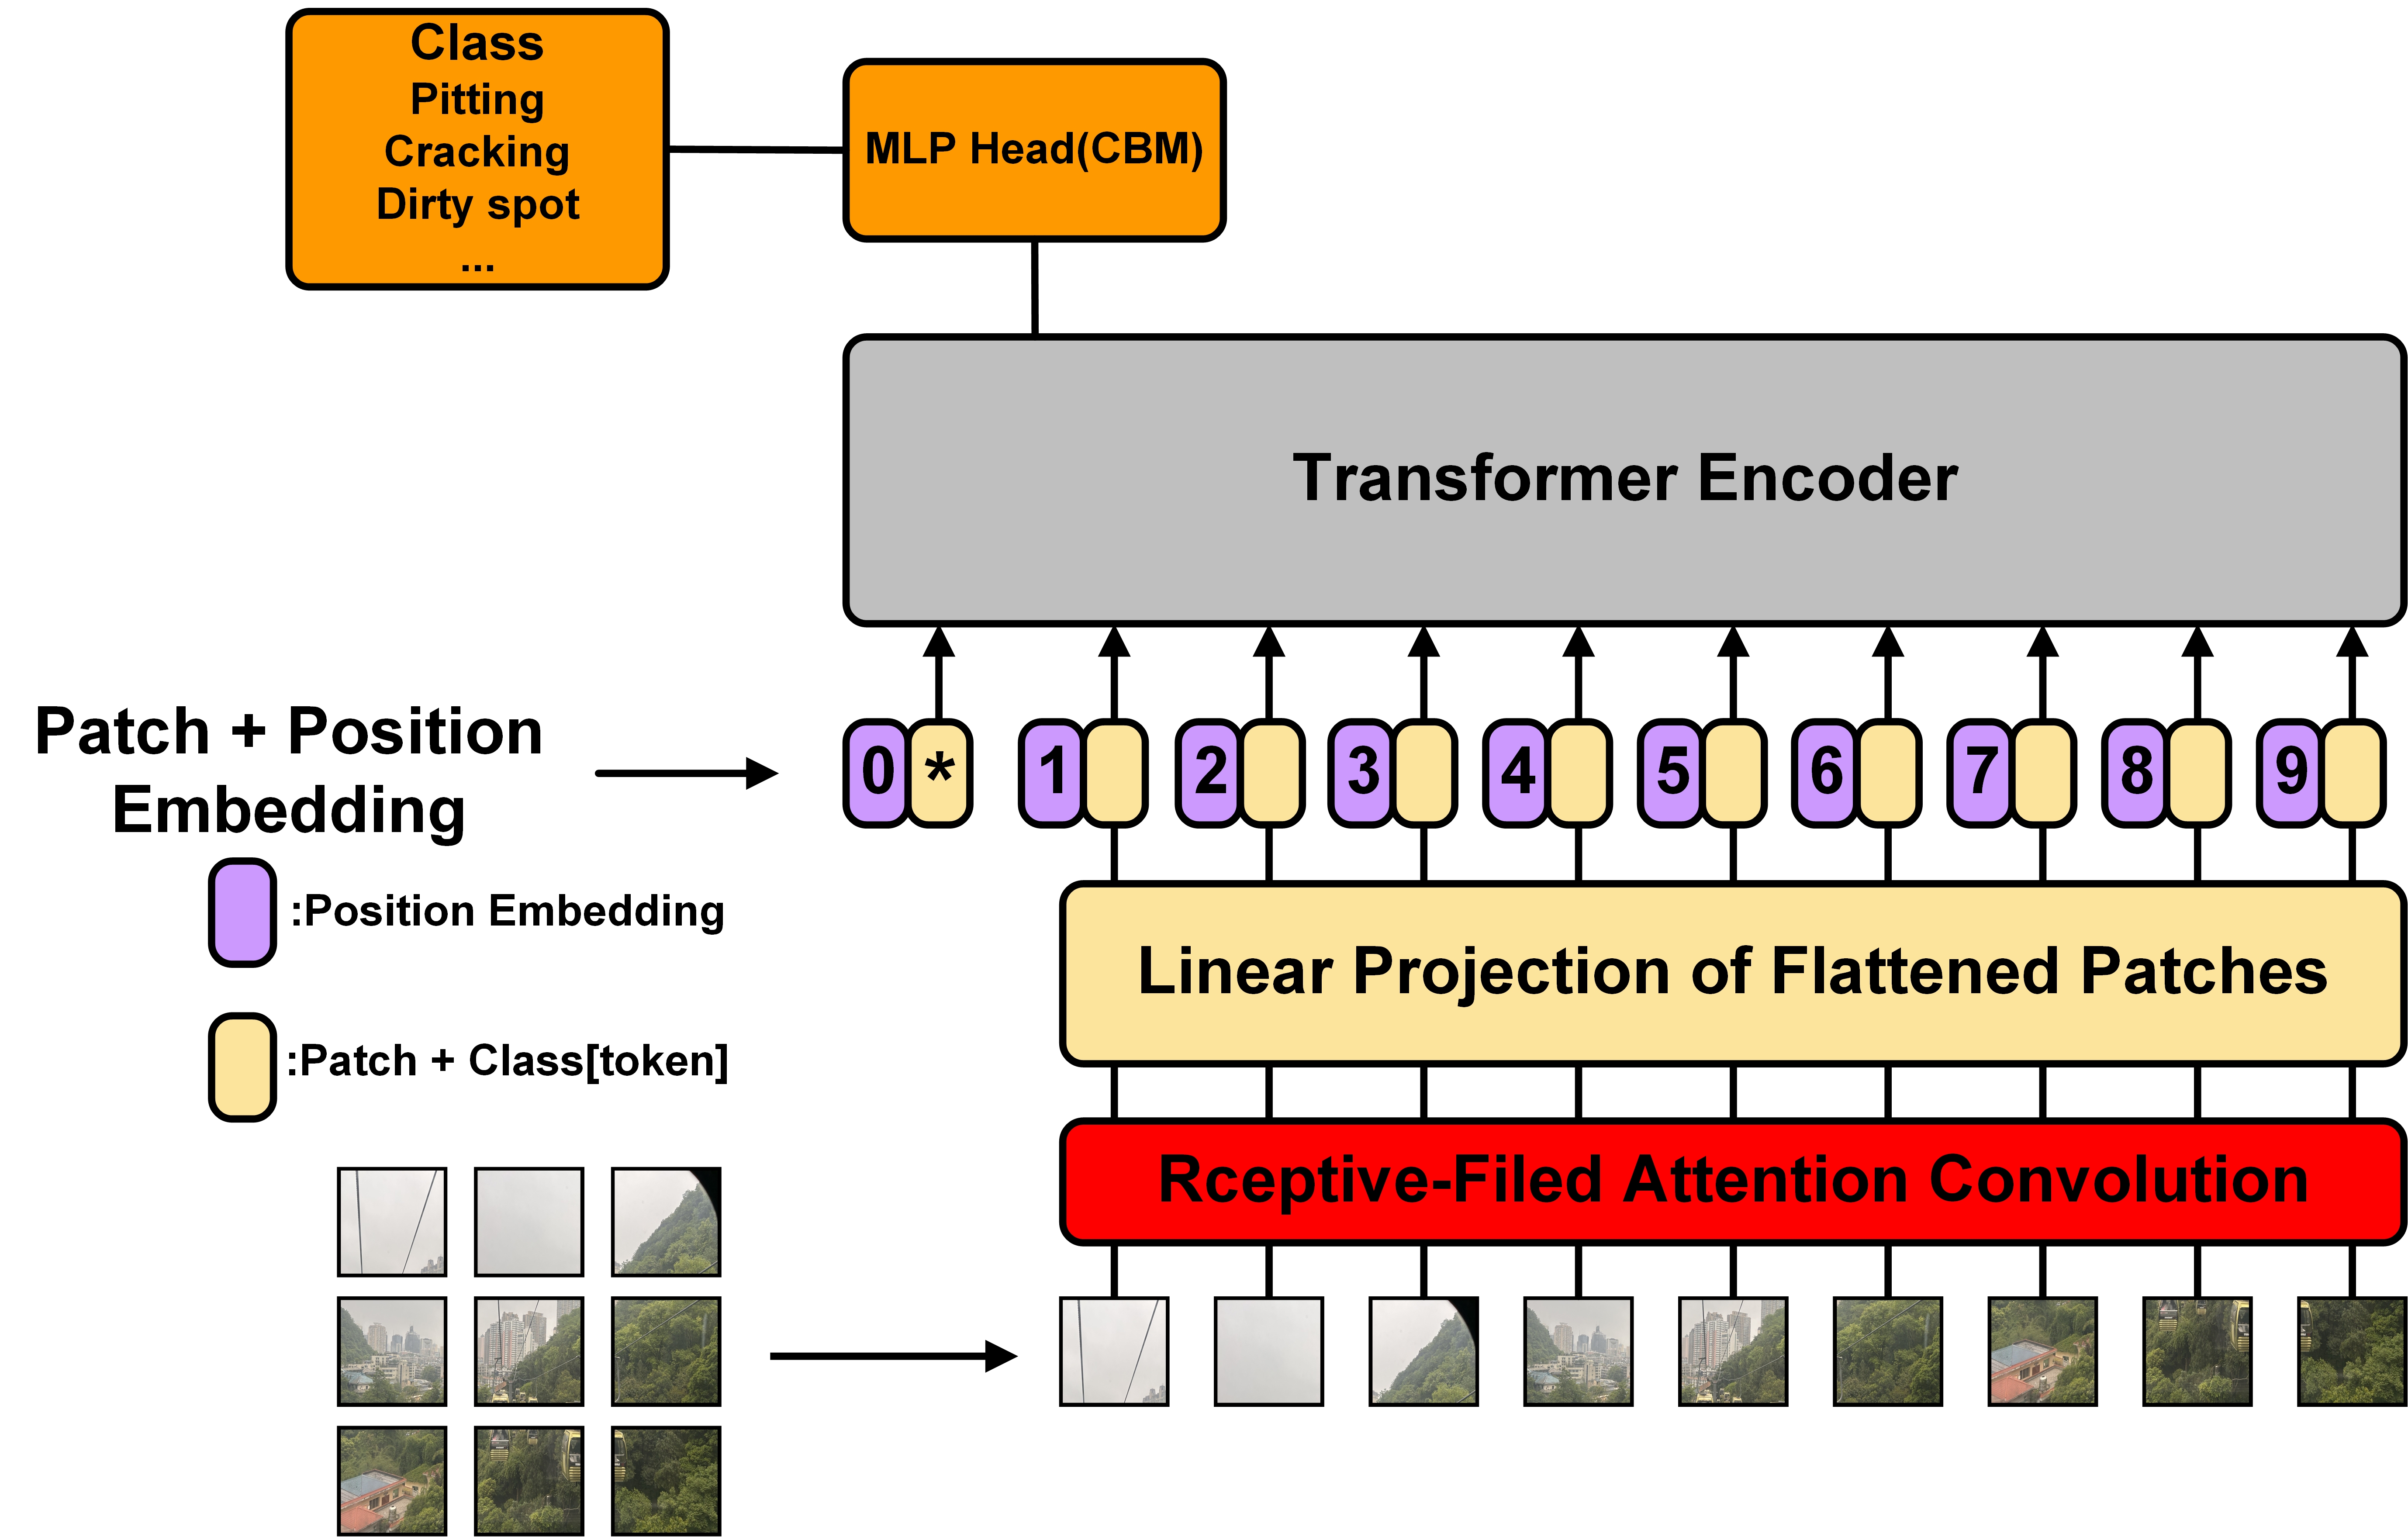 Class
Pitting
Cracking
Dirty spot
...
MLP Head(CBM)
Transformer Encoder
Patch + Position
Embedding
0 * 1 2 3 4 5 6 7 8 9
:Position Embedding
Linear Projection of Flattened Patches
:Patch + Class[token]
Rceptive-Filed Attention Convolution